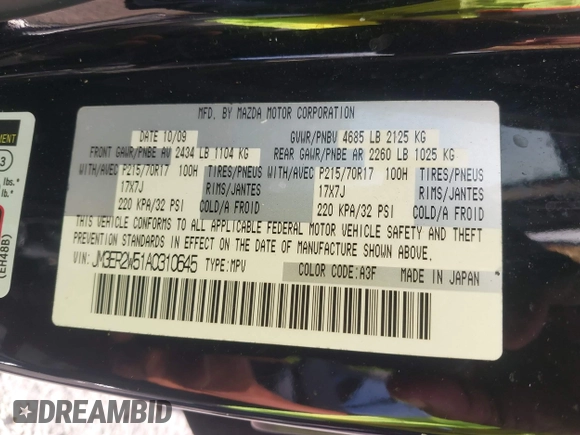 MFD. BY MAZDA MOTOR CORPORATION
DATE 10/09 GVWR/PNBV 4685 LB 2125 KG
FRONT GAWR/PNBE AV 2434 LB 1104 KG REAR GAWR/PNBE AR 2260 LB 1025 KG
WITH/AVEC P215/70R17 100H TIRES/PNEUS WITH/AVEC P215/70R17 100H TIRES/PNEUS
17X7J RIMS/JANTES 17X7J RIMS/JANTES
220 KPA/32 PSI COLD/A FROID 220 KPA/32 PSI COLD/A FROID
THIS VEHICLE CONFORMS TO ALL APPLICABLE FEDERAL MOTOR VEHICLE SAFETY AND THEFT
PREVENTION STANDARDS IN EFFECT ON THE DATE OF MANUFACTURE SHOWN ABOVE.
VIN: JM3ER2W51A0310645 TYPE:MPV COLOR CODE:A3F MADE IN JAPAN
EMENT
3
lbs.*
lb.*
(EH48B)
DREAMBID